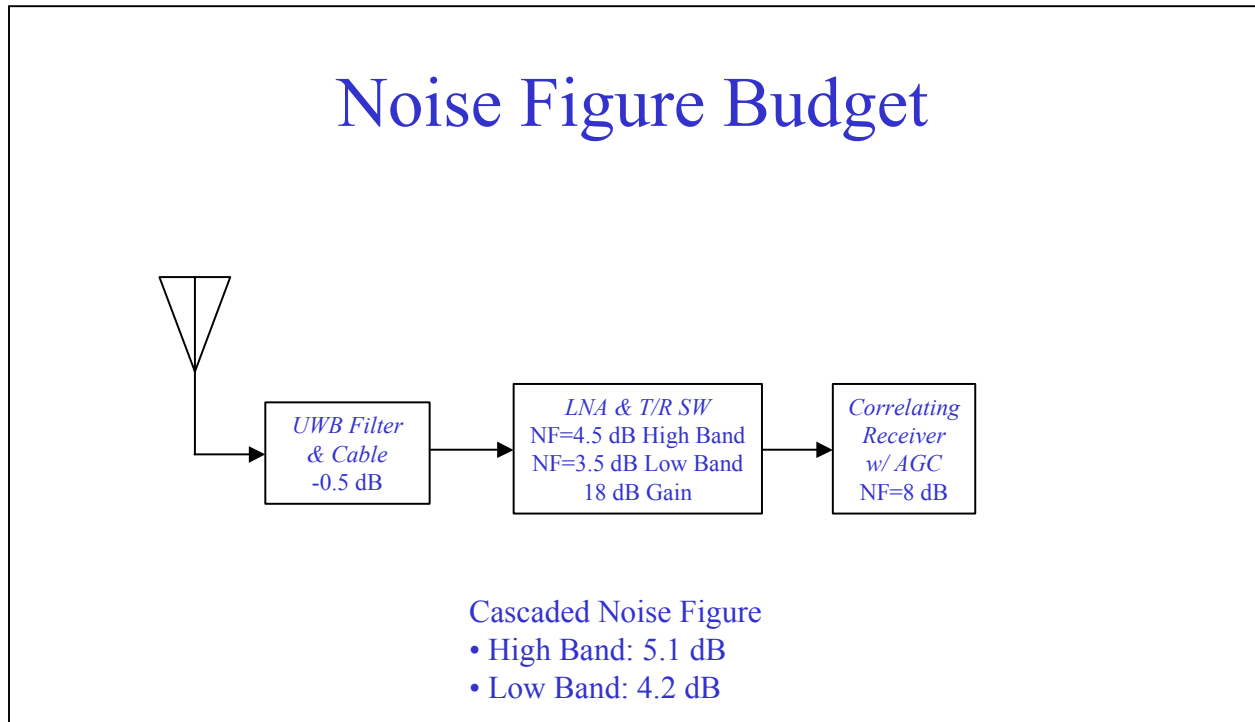 Noise Figure Budget
UWB Filter
& Cable
-0.5 dB
LNA & T/R SW
NF=4.5 dB High Band
NF=3.5 dB Low Band
18 dB Gain
Correlating
Receiver
w/ AGC
NF=8 dB
Cascaded Noise Figure
• High Band: 5.1 dB
• Low Band: 4.2 dB